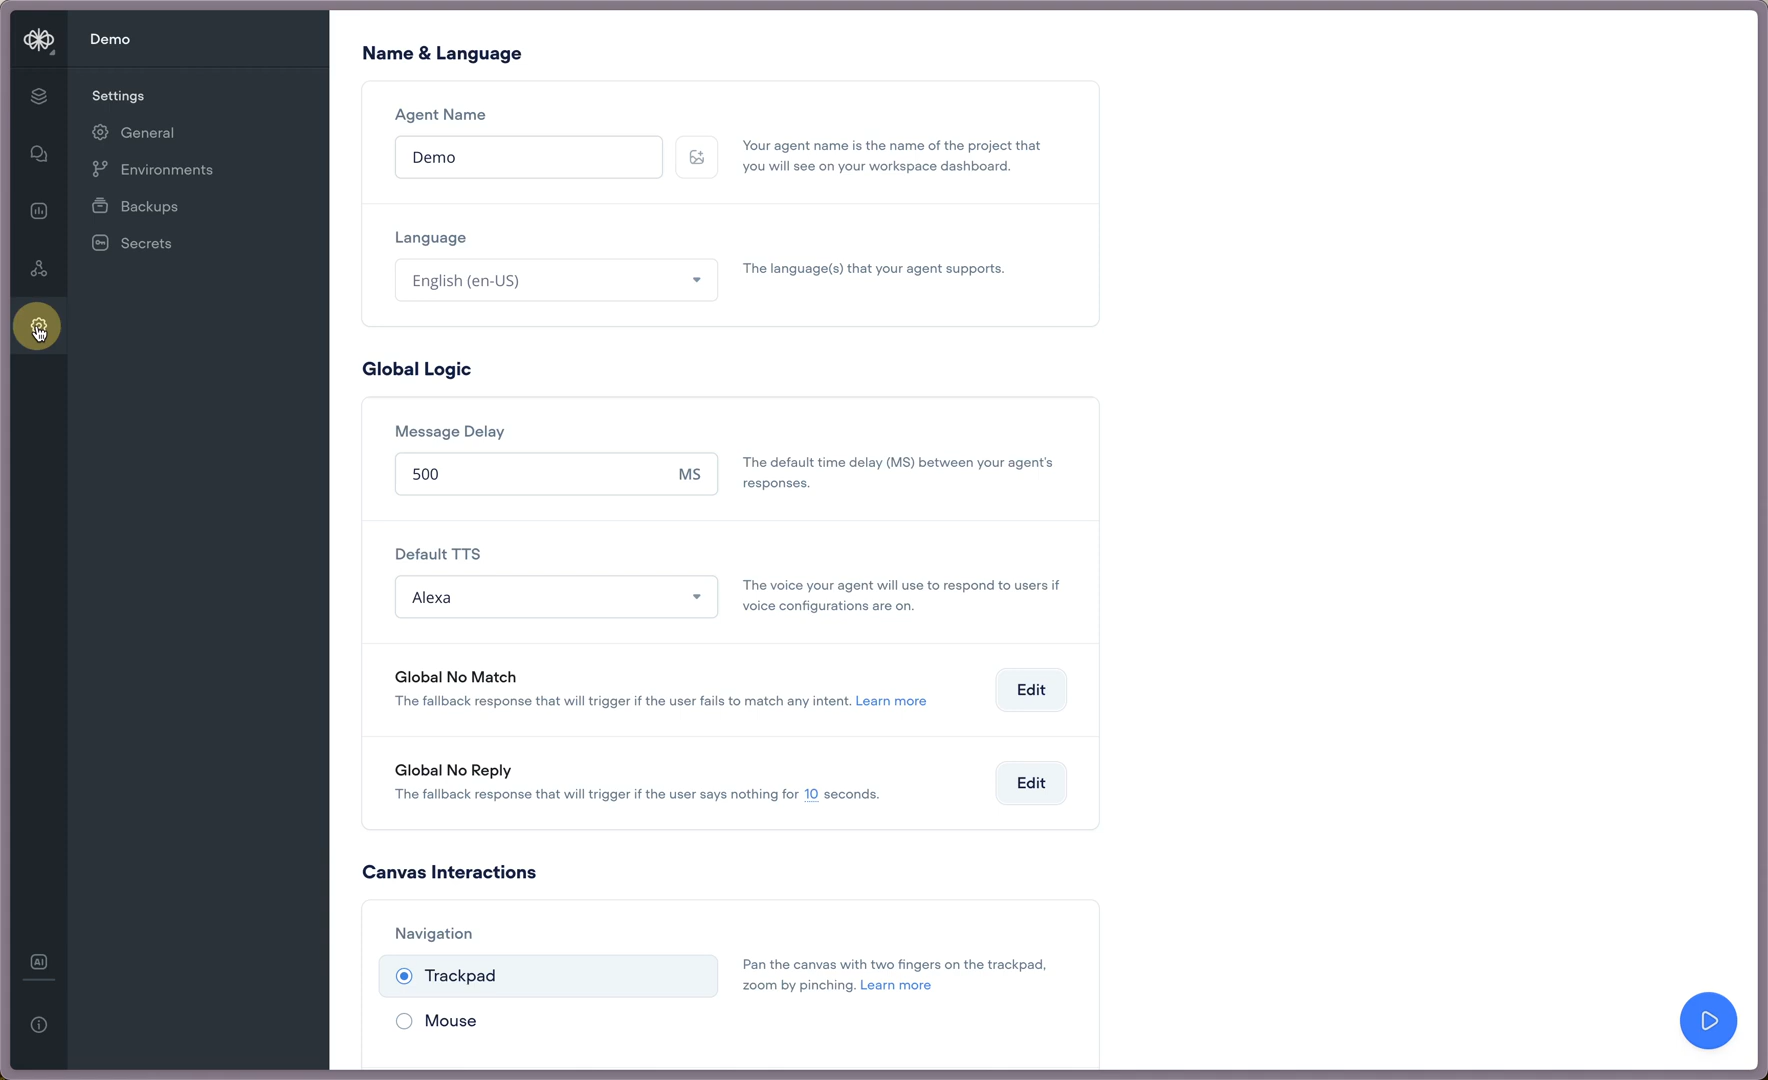 Demo
Settings
General
Environments
Backups
Secrets
AI
Name & Language
Agent Name
Demo
Your agent name is the name of the project that
you will see on your workspace dashboard.
Language
English (en-US)
The language(s) that your agent supports.
Global Logic
Message Delay
500 MS
The default time delay (MS) between your agent's
responses.
Default TTS
Alexa
The voice your agent will use to respond to users if
voice configurations are on.
Global No Match
The fallback response that will trigger if the user fails to match any intent. Learn more
Edit
Global No Reply
The fallback response that will trigger if the user says nothing for 10 seconds.
Edit
Canvas Interactions
Navigation
Trackpad
Pan the canvas with two fingers on the trackpad,
zoom by pinching. Learn more
Mouse